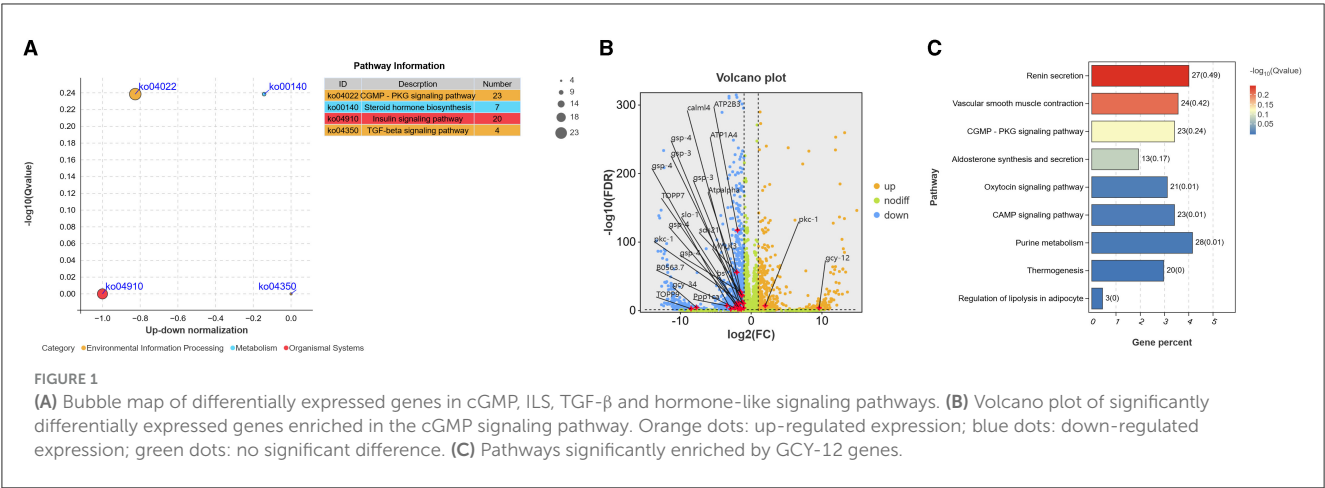 A
Pathway Information
ID Descrption Number
ko04022 CGMP - PKG signaling pathway 23
ko00140 Steroid hormone biosynthesis 7
ko04910 Insulin signaling pathway 20
ko04350 TGF-beta signaling pathway 4
4
9
14
18
23
-log10(Qvalue)
0.24
0.22
0.20
0.18
0.16
0.14
0.12
0.10
0.08
0.06
0.04
0.02
0.00
ko04022
ko00140
ko04910
ko04350
−1.0 −0.8 −0.6 −0.4 −0.2 0.0
Up-down normalization
Category Environmental Information Processing Metabolism Organismal Systems
B
Volcano plot
-log10(FDR)
300
200
100
0
calml4
ATP2B3
gsp-4
ATP1A4
gsp-3
gsp-4
gsp-3
Atpalpha
TOPP7
slo-1
gsp-4
pkc-1
gsp-4
B0563.7
gcy-34
TOPP9
Ppp1ca
pkc-1
gcy-12
-10 0 10
log2(FC)
up
nodiff
down
C
Pathway
Renin secretion 27(0.49)
Vascular smooth muscle contraction 24(0.42)
CGMP - PKG signaling pathway 23(0.24)
Aldosterone synthesis and secretion 13(0.17)
Oxytocin signaling pathway 21(0.01)
CAMP signaling pathway 23(0.01)
Purine metabolism 28(0.01)
Thermogenesis 20(0)
Regulation of lipolysis in adipocyte 3(0)
0 1 2 3 4 5
Gene percent
-log10(Qvalue)
0.2
0.15
0.1
0.05
FIGURE 1
(A) Bubble map of differentially expressed genes in cGMP, ILS, TGF-β and hormone-like signaling pathways. (B) Volcano plot of significantly
differentially expressed genes enriched in the cGMP signaling pathway. Orange dots: up-regulated expression; blue dots: down-regulated
expression; green dots: no significant difference. (C) Pathways significantly enriched by GCY-12 genes.